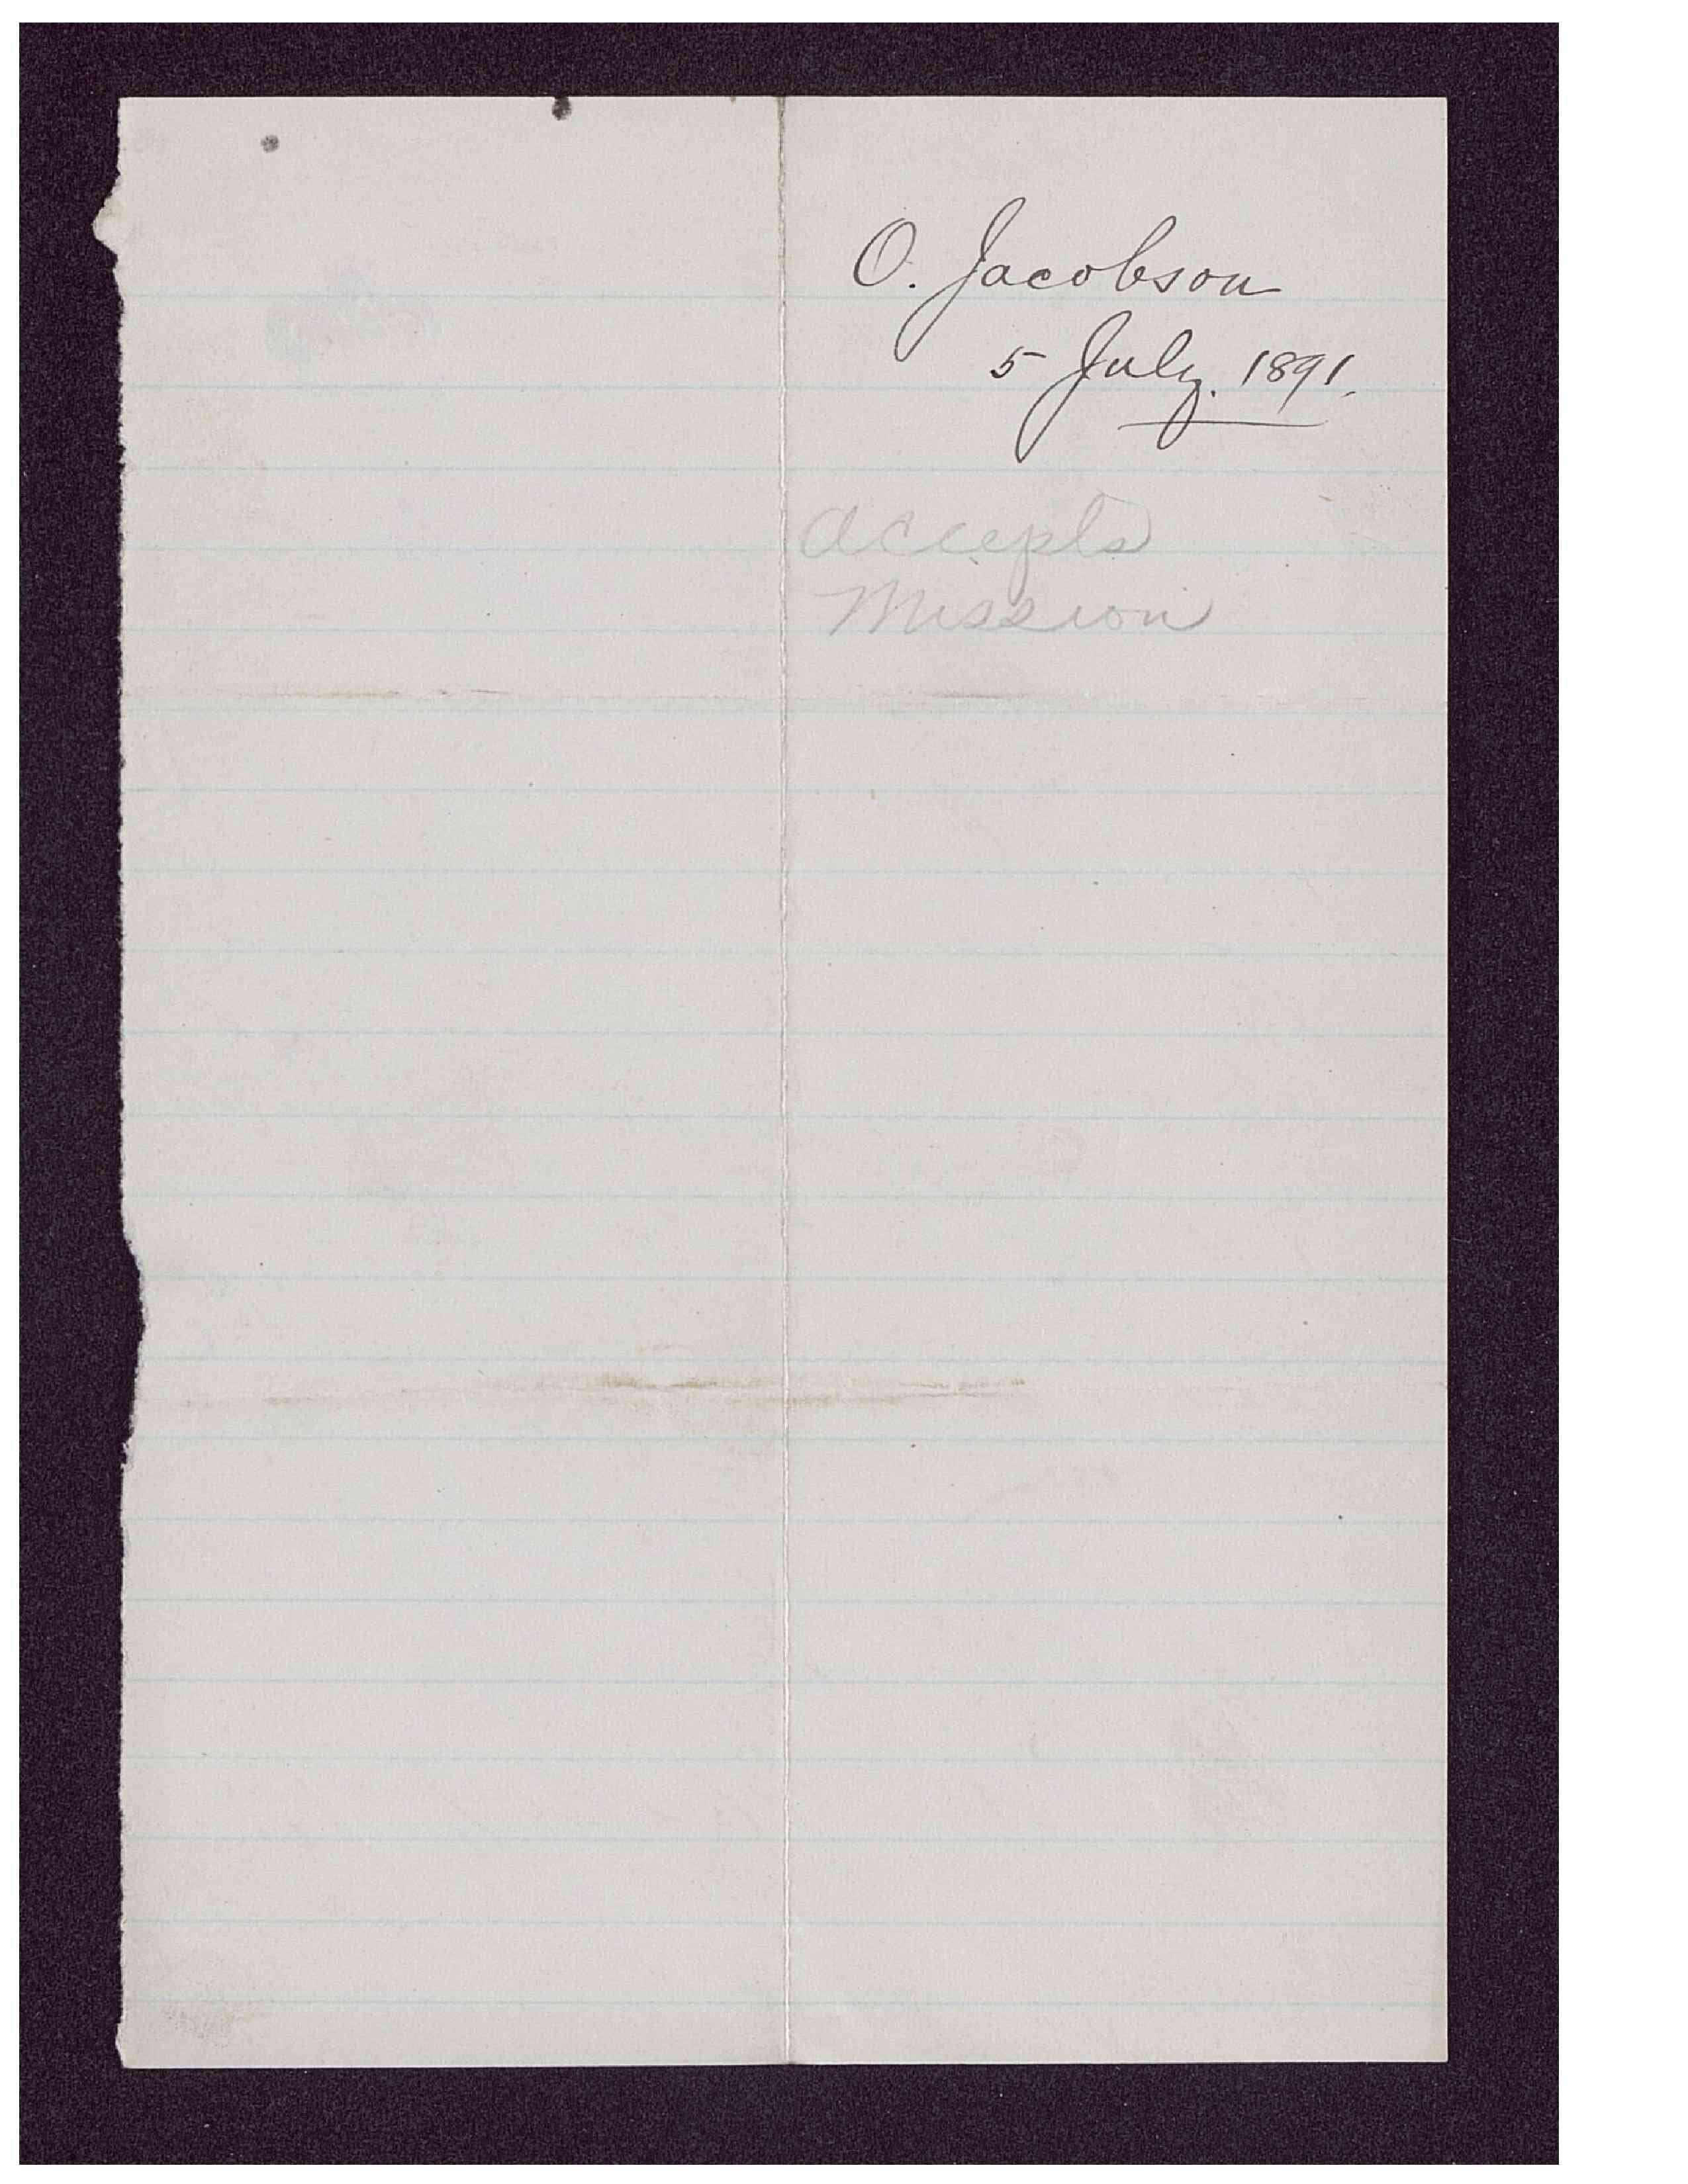 O. Jacobson
5 July. 1891.
accepts
Mission